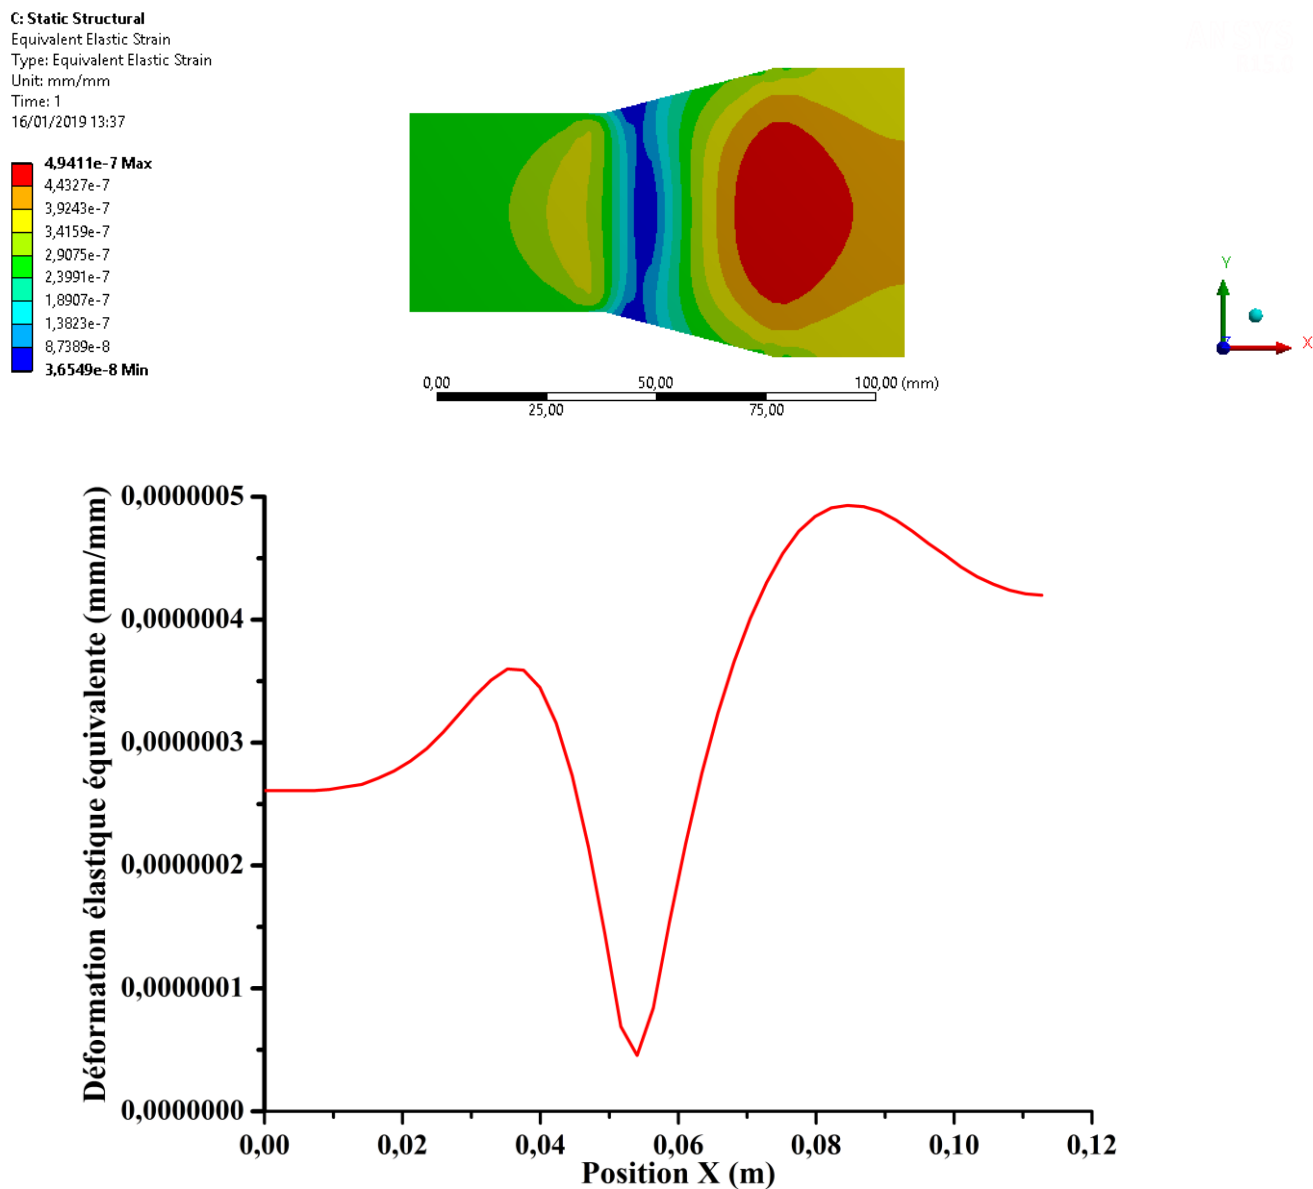 C: Static Structural
Equivalent Elastic Strain
Type: Equivalent Elastic Strain
Unit: mm/mm
Time: 1
16/01/2019 13:37
4,9411e-7 Max
4,4327e-7
3,9243e-7
3,4159e-7
2,9075e-7
2,3991e-7
1,8907e-7
1,3823e-7
8,7389e-8
3,6549e-8 Min
Y
X
0,00 50,00 100,00 (mm)
25,00 75,00
Déformation élastique équivalente (mm/mm)
0,0000005
0,0000004
0,0000003
0,0000002
0,0000001
0,0000000
0,00 0,02 0,04 0,06 0,08 0,10 0,12
Position X (m)